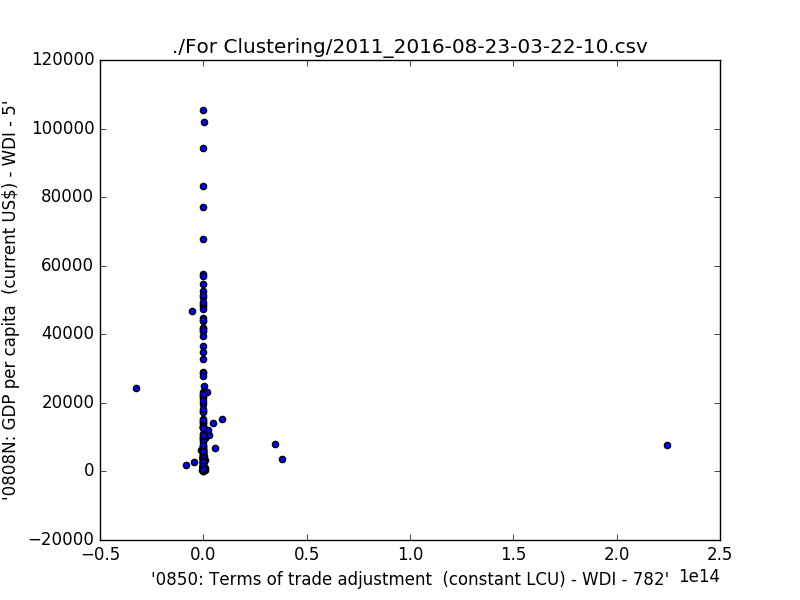 ./For Clustering/2011_2016-08-23-03-22-10.csv
120000
100000
80000
60000
40000
20000
0
−20000
'0808N: GDP per capita  (current US$) - WDI - 5'
−0.5 0.0 0.5 1.0 1.5 2.0 2.5
1e14
'0850: Terms of trade adjustment  (constant LCU) - WDI - 782'